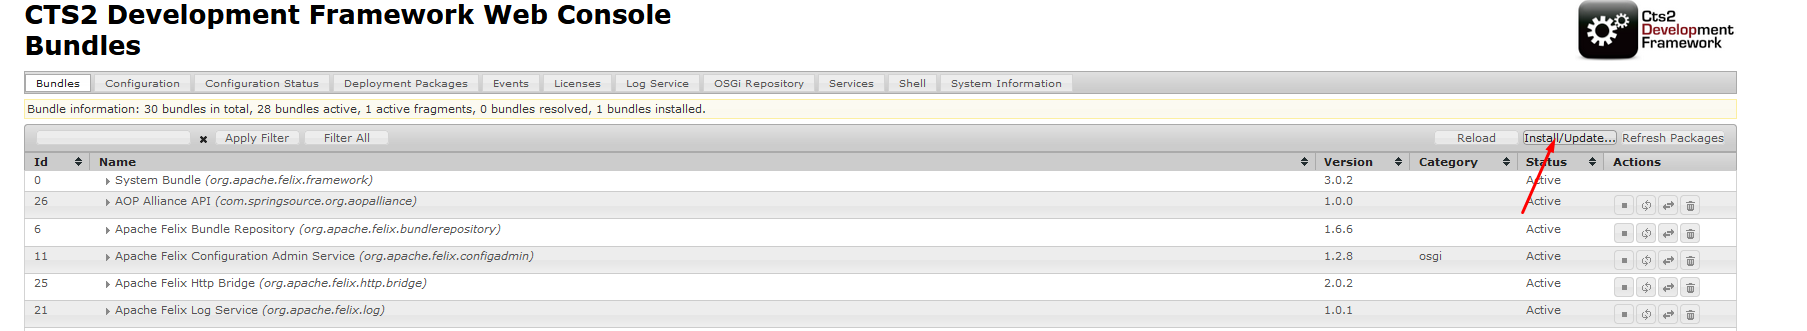 CTS2 Development Framework Web Console
Bundles
Cts2
Development
Framework
Bundles Configuration Configuration Status Deployment Packages Events Licenses Log Service OSGi Repository Services Shell System Information
Bundle information: 30 bundles in total, 28 bundles active, 1 active fragments, 0 bundles resolved, 1 bundles installed.
Apply Filter Filter All Reload Install/Update... Refresh Packages
Id Name Version Category Status Actions
0 System Bundle (org.apache.felix.framework) 3.0.2 Active
26 AOP Alliance API (com.springsource.org.aopalliance) 1.0.0 Active
6 Apache Felix Bundle Repository (org.apache.felix.bundlerepository) 1.6.6 Active
11 Apache Felix Configuration Admin Service (org.apache.felix.configadmin) 1.2.8 osgi Active
25 Apache Felix Http Bridge (org.apache.felix.http.bridge) 2.0.2 Active
21 Apache Felix Log Service (org.apache.felix.log) 1.0.1 Active